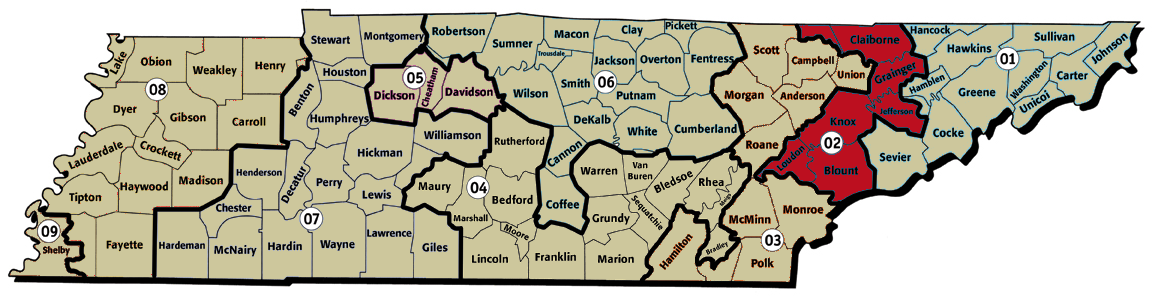 Stewart
Montgomery
Robertson
Sumner
Macon
Trousdale
Clay
Pickett
Jackson
Overton
Fentress
Scott
Campbell
Claiborne
Union
Hancock
Hawkins
Sullivan
Johnson
01
Grainger
Hamblen
Greene
Washington
Carter
Unicoi
Lake
Obion
Weakley
Henry
08
Benton
Houston
Dickson
05
Cheatham
Davidson
Wilson
Smith
06
Putnam
Morgan
Anderson
Jefferson
Knox
Dyer
Gibson
Carroll
Humphreys
Williamson
Rutherford
DeKalb
White
Cumberland
Roane
Loudon
02
Blount
Sevier
Cocke
Lauderdale
Crockett
Hickman
Cannon
Warren
Van
Buren
Bledsoe
Rhea
Meigs
Tipton
Haywood
Madison
Henderson
Decatur
Perry
Lewis
Maury
04
Bedford
Coffee
Grundy
Sequatchie
McMinn
Monroe
09
Shelby
Fayette
Hardeman
Chester
McNairy
07
Hardin
Wayne
Lawrence
Giles
Marshall
Moore
Lincoln
Franklin
Marion
Hamilton
Bradley
03
Polk